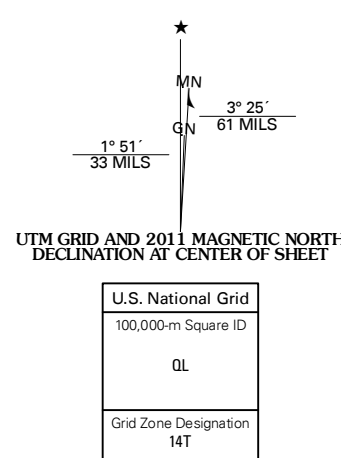 ★
MN
3° 25´
61 MILS
GN
1° 51´
33 MILS
UTM GRID AND 2011 MAGNETIC NORTH
DECLINATION AT CENTER OF SHEET
U.S. National Grid
100,000-m Square ID
QL
Grid Zone Designation
14T